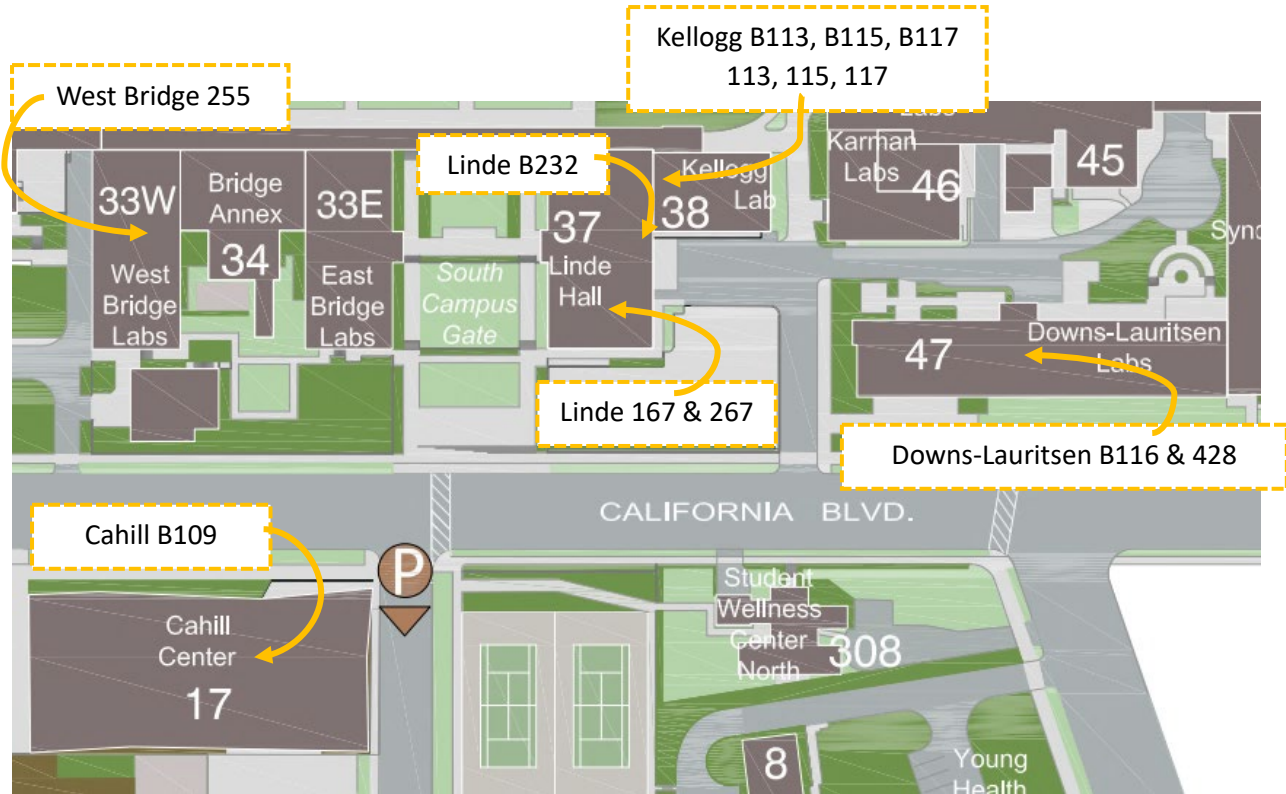 Kellogg B113, B115, B117
113, 115, 117
West Bridge 255
Linde B232
Labs
33W
Bridge
Annex
33E
34
West
Bridge
Labs
East
Bridge
Labs
South
Campus
Gate
37
Linde
Hall
Kellogg
Lab
38
Karman
Labs
46
45
47
Downs-Lauritsen
Labs
Linde 167 & 267
Downs-Lauritsen B116 & 428
CALIFORNIA BLVD.
Cahill B109
P
Cahill
Center
17
Student
Wellness
Center
North
308
8
Young
Health